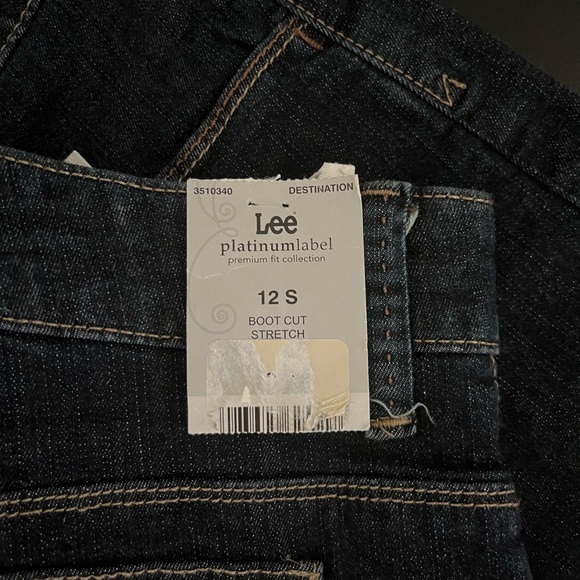 3510340 DESTINATION
Lee®
platinumlabel
premium fit collection
12 S
BOOT CUT
STRETCH